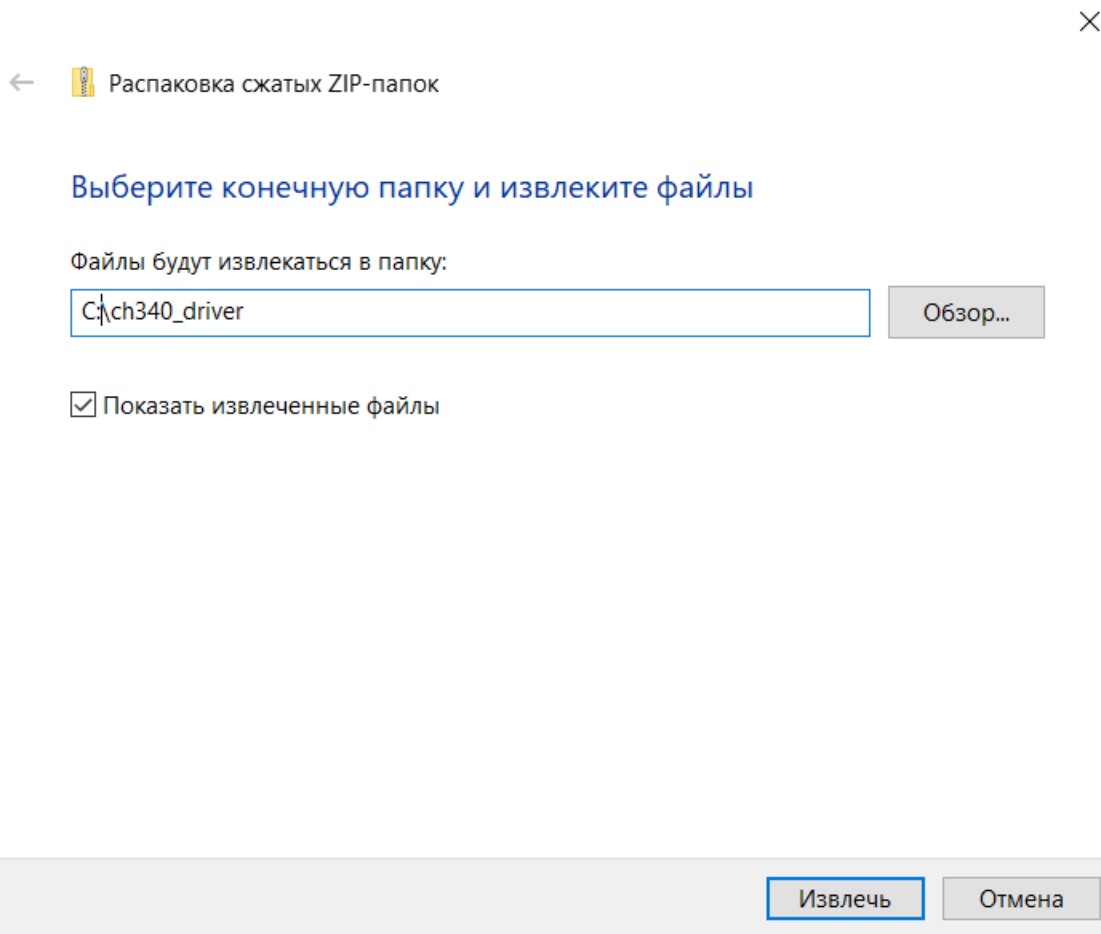 Распаковка сжатых ZIP-папок
Выберите конечную папку и извлеките файлы
Файлы будут извлекаться в папку:
C:\ch340_driver
Обзор...
Показать извлеченные файлы
Извлечь
Отмена